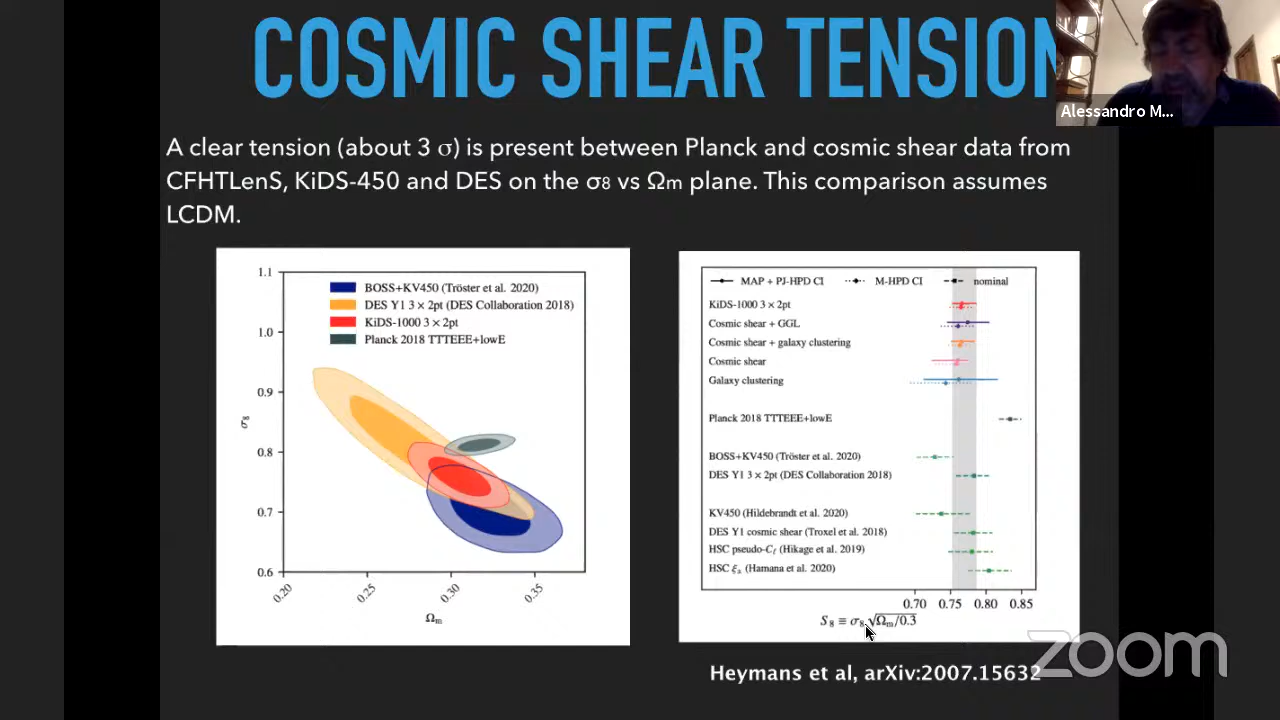 COSMIC SHEAR TENSION
Alessandro M...
A clear tension (about 3 σ) is present between Planck and cosmic shear data from
CFHTLenS, KiDS-450 and DES on the σ8 vs Ωm plane. This comparison assumes
LCDM.
BOSS+KV450 (Tröster et al. 2020)
DES Y1 3 × 2pt (DES Collaboration 2018)
KiDS-1000 3 × 2pt
Planck 2018 TTTEEE+lowE
1.1
1.0
0.9
0.8
0.7
0.6
σ8
0.20
0.25
0.30
0.35
Ωm
MAP + PJ-HPD CI
M-HPD CI
nominal
KiDS-1000 3 × 2pt
Cosmic shear + GGL
Cosmic shear + galaxy clustering
Cosmic shear
Galaxy clustering
Planck 2018 TTTEEE+lowE
BOSS+KV450 (Tröster et al. 2020)
DES Y1 3 × 2pt (DES Collaboration 2018)
KV450 (Hildebrandt et al. 2020)
DES Y1 cosmic shear (Troxel et al. 2018)
HSC pseudo-Cℓ (Hikage et al. 2019)
HSC ξ± (Hamana et al. 2020)
0.70 0.75 0.80 0.85
S8 ≡ σ8 √Ωm/0.3
Heymans et al, arXiv:2007.15632
zoom